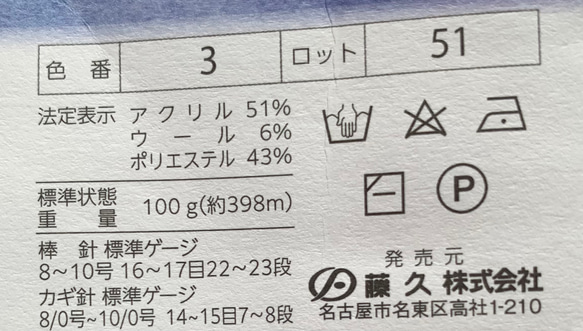 色番 3 ロット 51
法定表示 アクリル 51%
ウール 6%
ポリエステル 43%
標準状態
重量 100g(約398m)
棒針 標準ゲージ
8~10号 16~17目22~23段
カギ針 標準ゲージ
8/0号~10/0号 14~15目7~8段
P
発売元
藤久株式会社
名古屋市名東区高社1-210